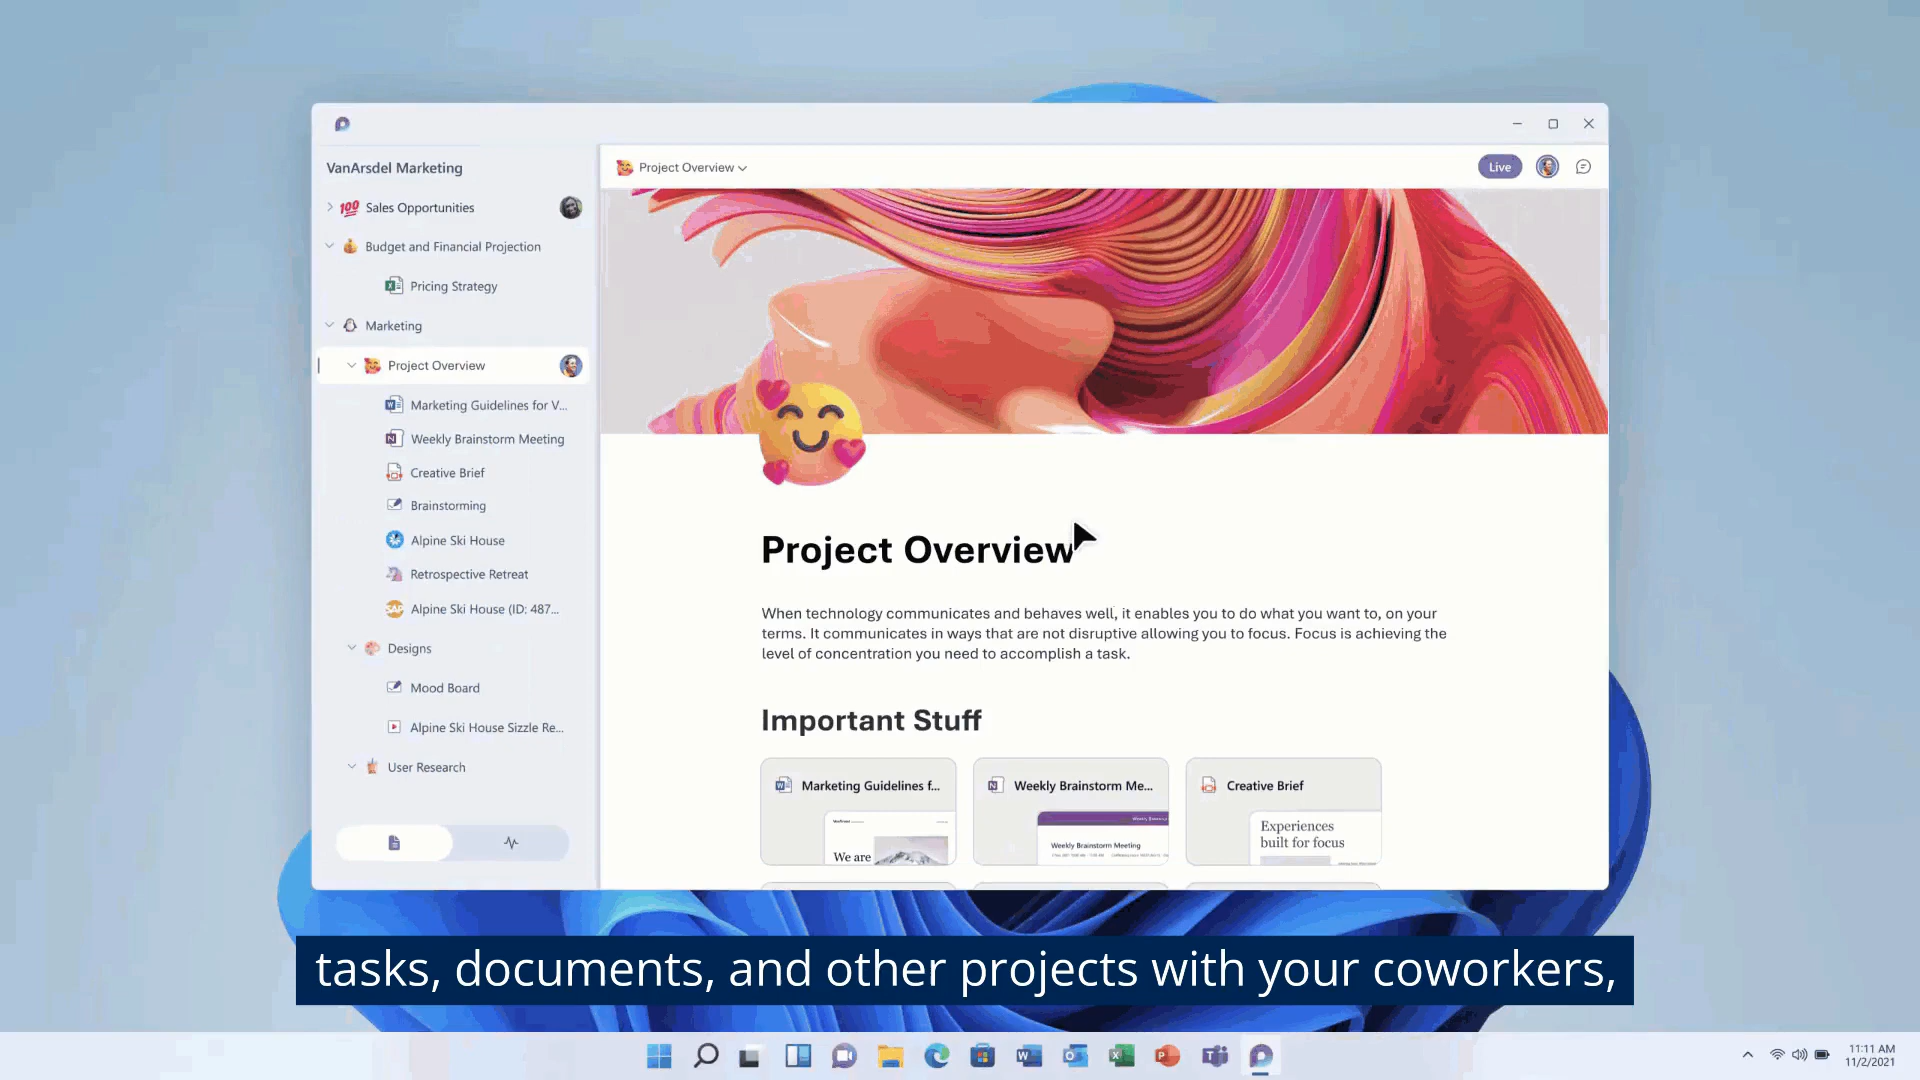 VanArsdel Marketing
Sales Opportunities
Budget and Financial Projection
Pricing Strategy
Marketing
Project Overview
Marketing Guidelines for V...
Weekly Brainstorm Meeting
Creative Brief
Brainstorming
Alpine Ski House
Retrospective Retreat
SAP
Alpine Ski House (ID: 487...
Designs
Mood Board
Alpine Ski House Sizzle Re...
User Research
Project Overview
Live
Project Overview
When technology communicates and behaves well, it enables you to do what you want to, on your
terms. It communicates in ways that are not disruptive allowing you to focus. Focus is achieving the
level of concentration you need to accomplish a task.
Important Stuff
Marketing Guidelines f...
We are
Weekly Brainstorm Me...
Weekly Brainstorm Meeting
Creative Brief
Experiences
built for focus
tasks, documents, and other projects with your coworkers,
11:11 AM
11/2/2021